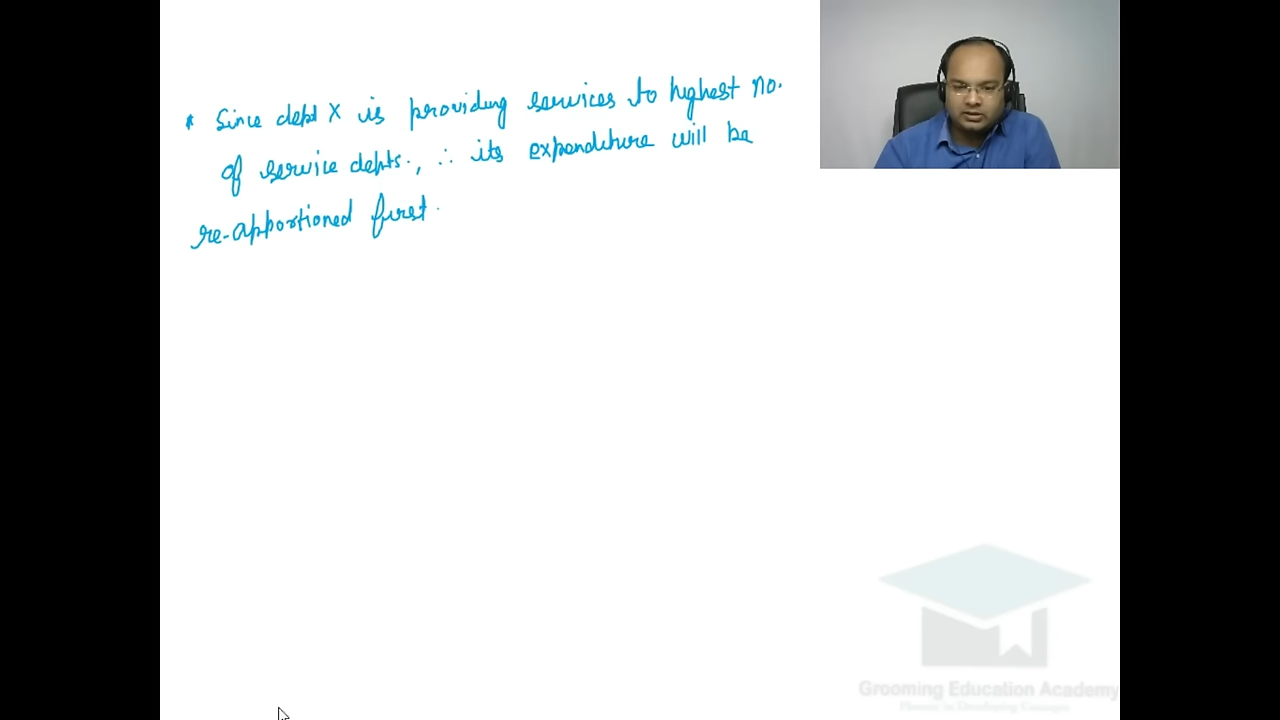 * Since dept X is providing services to highest no.
of service depts., ∴ its expenditure will be
re-apportioned first.
Grooming Education Academy